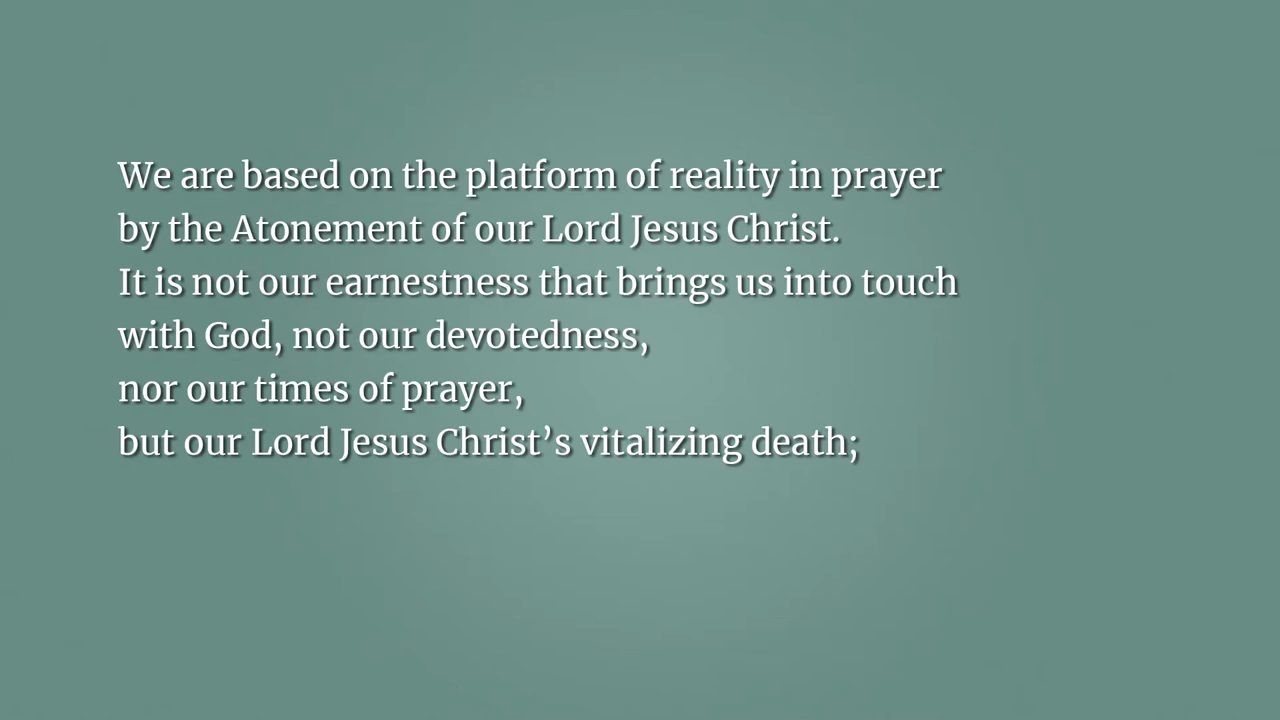 We are based on the platform of reality in prayer
by the Atonement of our Lord Jesus Christ.
It is not our earnestness that brings us into touch
with God, not our devotedness,
nor our times of prayer,
but our Lord Jesus Christ’s vitalizing death;